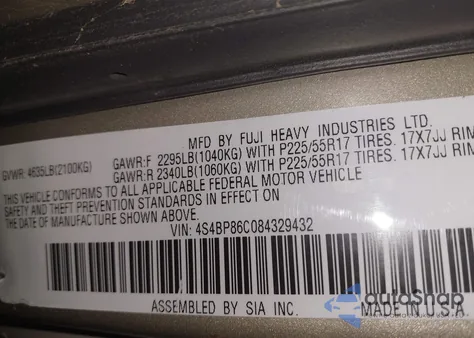 MFD BY FUJI HEAVY INDUSTRIES LTD.
GVWR: 4635LB(2100KG) GAWR:F 2295LB(1040KG) WITH P225/55R17 TIRES. 17X7JJ RIM
GAWR:R 2340LB(1060KG) WITH P225/55R17 TIRES. 17X7JJ RIM
THIS VEHICLE CONFORMS TO ALL APPLICABLE FEDERAL MOTOR VEHICLE
SAFETY AND THEFT PREVENTION STANDARDS IN EFFECT ON
THE DATE OF MANUFACTURE SHOWN ABOVE.
VIN: 4S4BP86C084329432
ASSEMBLED BY SIA INC. MADE IN U.S.A.
autoShop